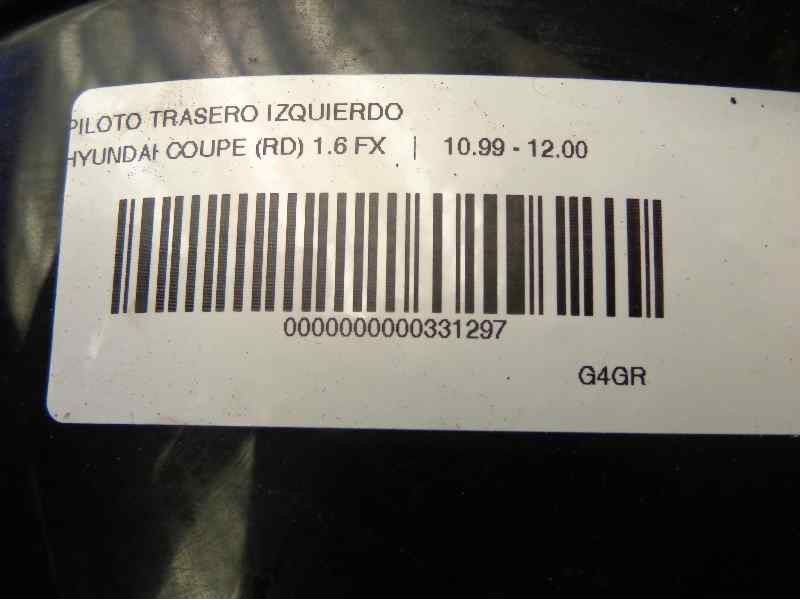 PILOTO TRASERO IZQUIERDO
HYUNDAI COUPE (RD) 1.6 FX | 10.99 - 12.00
0000000000331297
G4GR